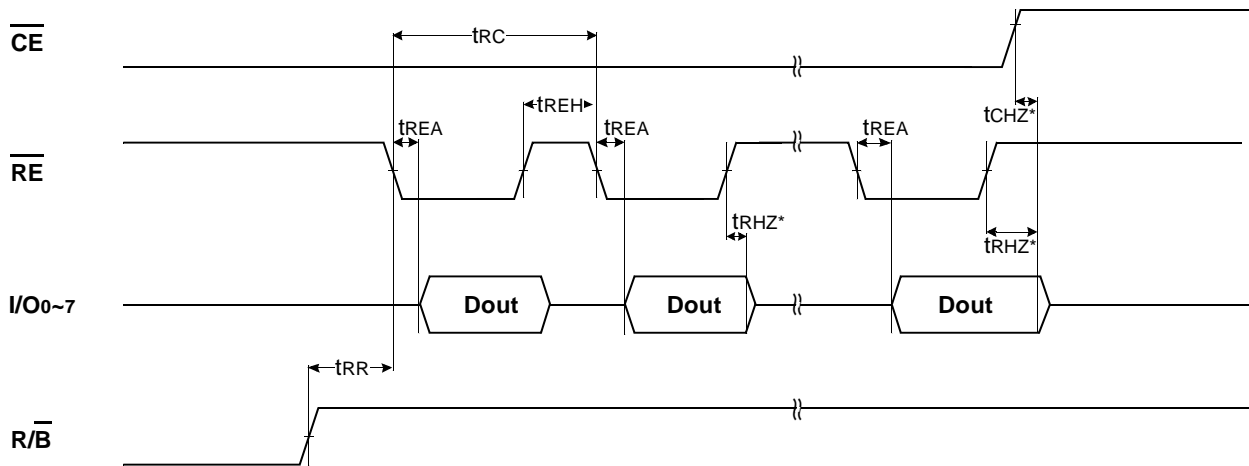 CE
tRC
tREH
tCHZ*
tREA
tREA
tREA
RE
tRHZ*
tRHZ*
I/O0~7
Dout
Dout
Dout
tRR
R/B